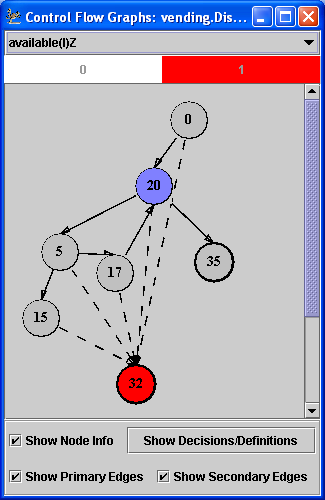 Control Flow Graphs: vending.Dis...
available(I)Z
0 1
0
20
5
17
35
15
32
Show Node Info Show Decisions/Definitions
Show Primary Edges Show Secondary Edges